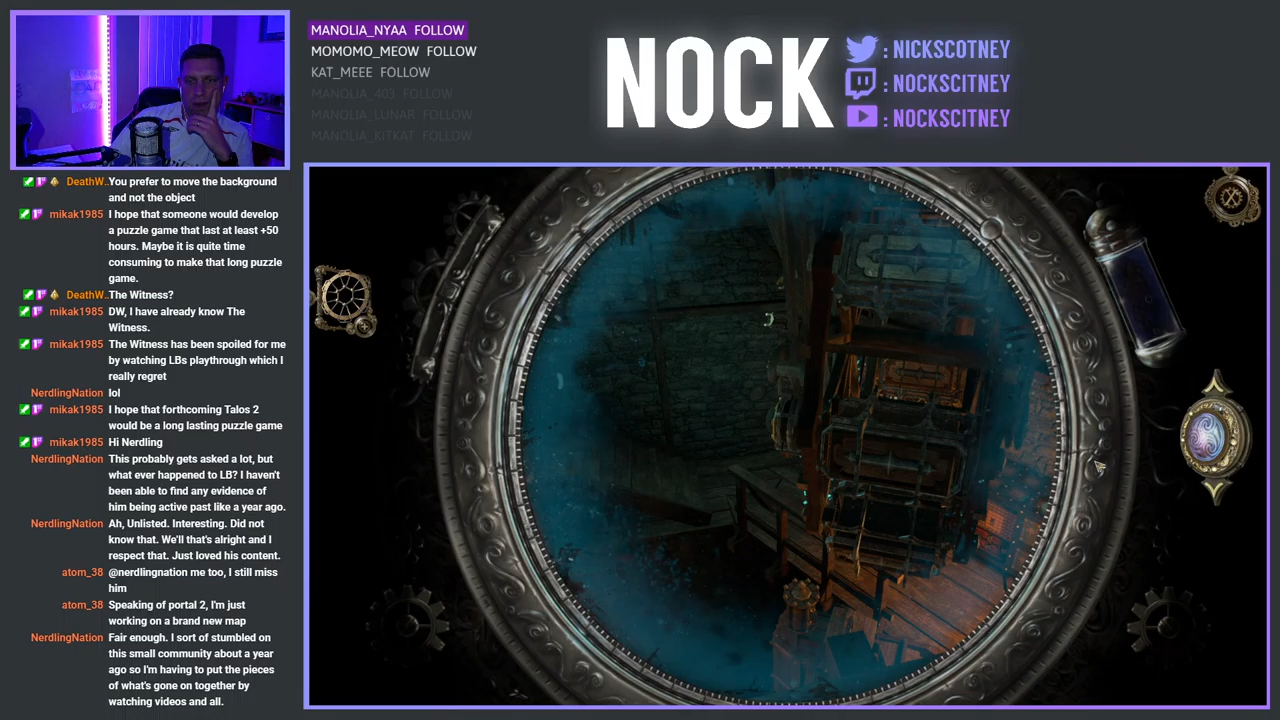 MANOLIA_NYAA FOLLOW
MOMOMO_MEOW FOLLOW
KAT_MEEE FOLLOW
MANOLIA_403 FOLLOW
MANOLIA_LUNAR FOLLOW
MANOLIA_KITKAT FOLLOW
NOCK
: NICKSCOTNEY
: NOCKSCITNEY
: NOCKSCITNEY
DeathW.. You prefer to move the background
and not the object
mikak1985 I hope that someone would develop
a puzzle game that last at least +50
hours. Maybe it is quite time
consuming to make that long puzzle
game.
DeathW.. The Witness?
mikak1985 DW, I have already know The
Witness.
mikak1985 The Witness has been spoiled for me
by watching LBs playthrough which I
really regret
NerdlingNation lol
mikak1985 I hope that forthcoming Talos 2
would be a long lasting puzzle game
mikak1985 Hi Nerdling
NerdlingNation This probably gets asked a lot, but
what ever happened to LB? I haven't
been able to find any evidence of
him being active past like a year ago.
NerdlingNation Ah, Unlisted. Interesting. Did not
know that. We'll that's alright and I
respect that. Just loved his content.
atom_38 @nerdlingnation me too, I still miss
him
atom_38 Speaking of portal 2, I'm just
working on a brand new map
NerdlingNation Fair enough. I sort of stumbled on
this small community about a year
ago so I'm having to put the pieces
of what's gone on together by
watching videos and all.